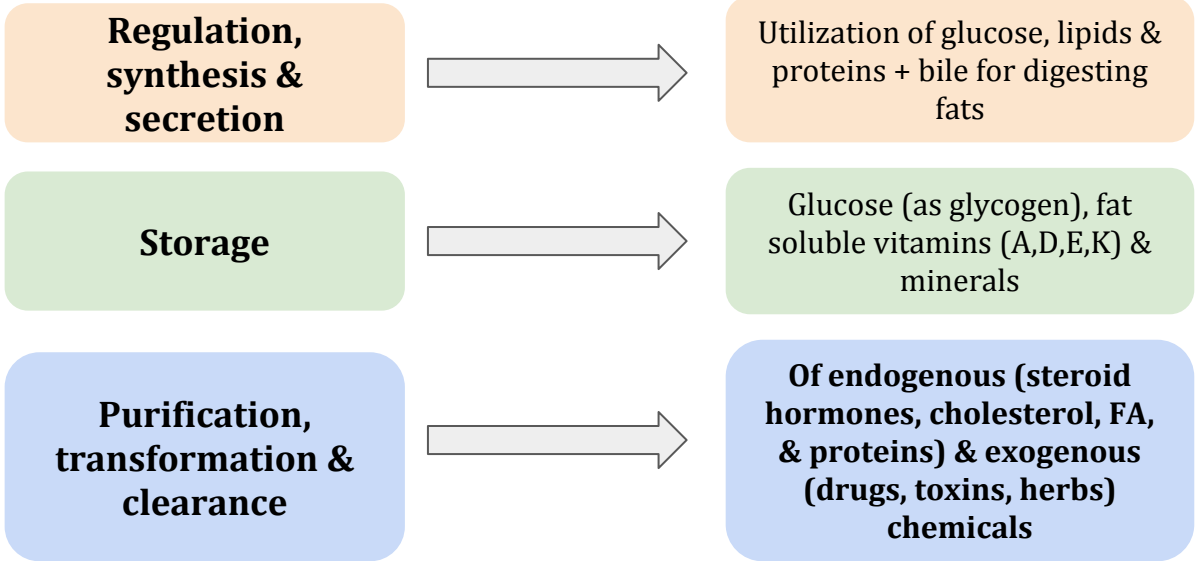 Regulation,
synthesis &
secretion
Utilization of glucose, lipids &
proteins + bile for digesting
fats
Storage
Glucose (as glycogen), fat
soluble vitamins (A,D,E,K) &
minerals
Purification,
transformation &
clearance
Of endogenous (steroid
hormones, cholesterol, FA,
& proteins) & exogenous
(drugs, toxins, herbs)
chemicals